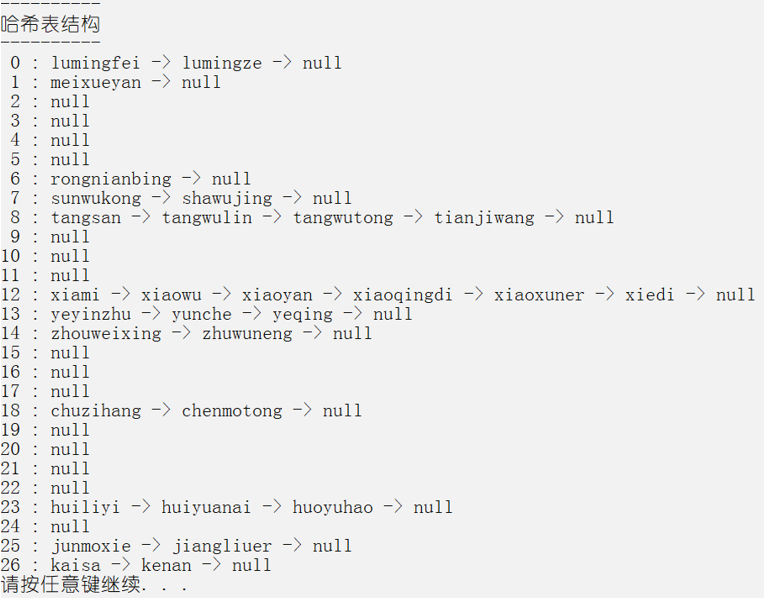 ----------
哈希表结构
----------
 0 : lumingfei -> lumingze -> null
 1 : meixueyan -> null
 2 : null
 3 : null
 4 : null
 5 : null
 6 : rongnianbing -> null
 7 : sunwukong -> shawujing -> null
 8 : tangsan -> tangwulin -> tangwutong -> tianjiwang -> null
 9 : null
10 : null
11 : null
12 : xiami -> xiaowu -> xiaoyan -> xiaoqingdi -> xiaoxuner -> xiedi -> null
13 : yeyinzhu -> yunche -> yeqing -> null
14 : zhouweixing -> zhuwuneng -> null
15 : null
16 : null
17 : null
18 : chuzihang -> chenmotong -> null
19 : null
20 : null
21 : null
22 : null
23 : huiliyi -> huiyuanai -> huoyuhao -> null
24 : null
25 : junmoxie -> jiangliuer -> null
26 : kaisa -> kenan -> null
请按任意键继续. . .